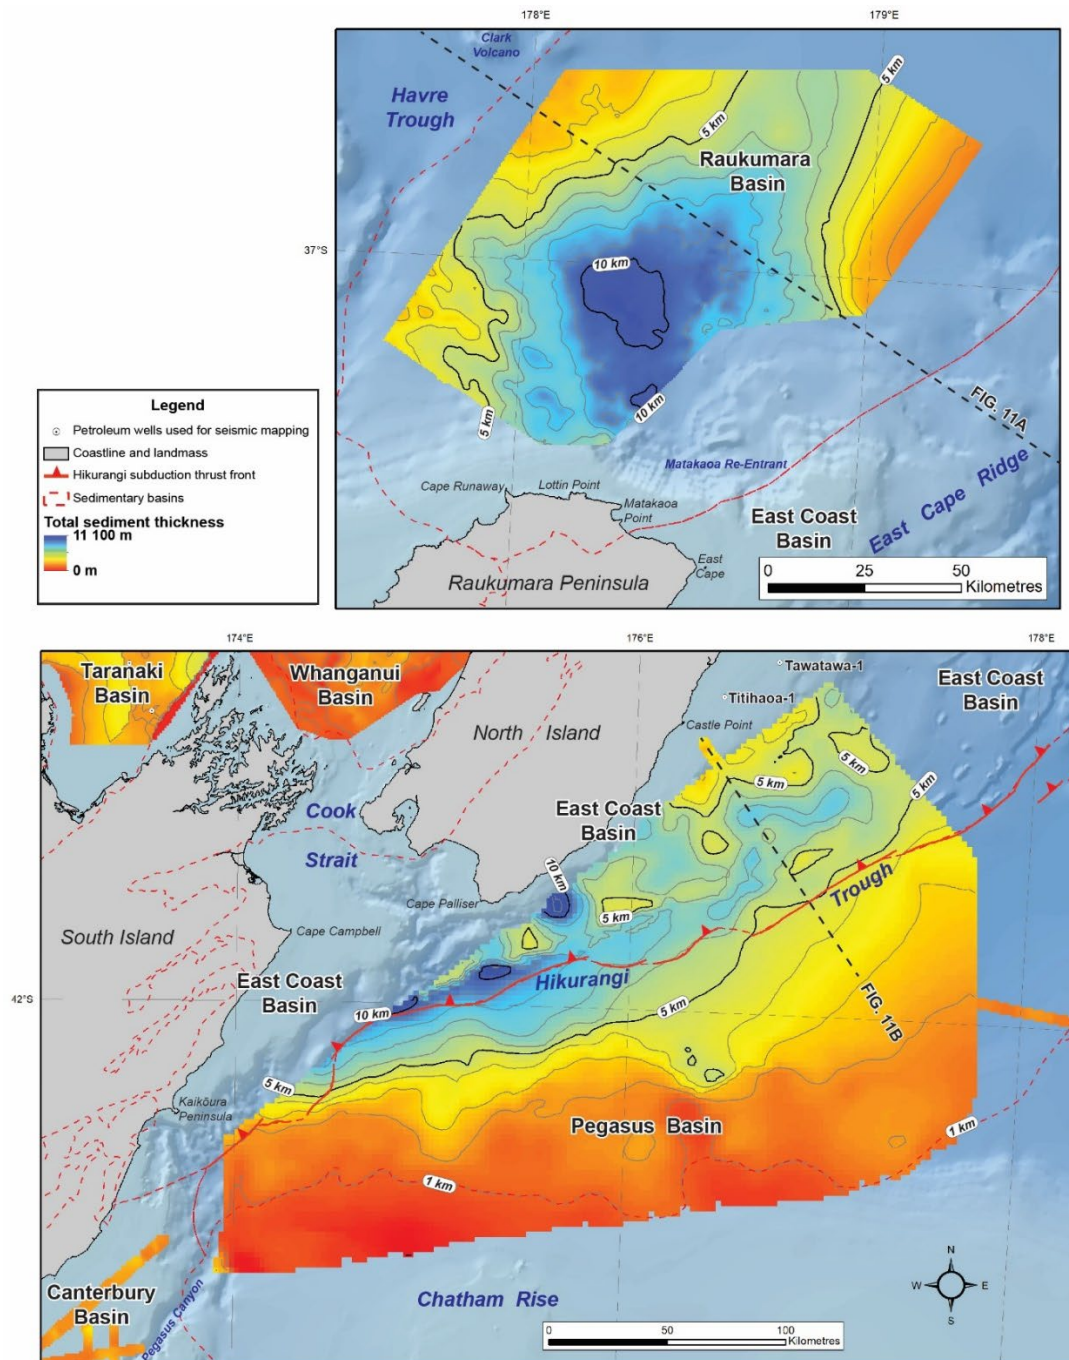 178°E
179°E
Clark
Volcano
Havre
Trough
5 km
5 km
Raukumara
Basin
37°S
10 km
Legend
Petroleum wells used for seismic mapping
Coastline and landmass
Hikurangi subduction thrust front
Sedimentary basins
Total sediment thickness
11 100 m
0 m
5 km
10 km
FIG. 11A
Matakaoa Re-Entrant
East Cape Ridge
Cape Runaway
Lottin Point
Matakaoa
Point
East Coast
Basin
East
Cape
Raukumara Peninsula
0
25
50
Kilometres
174°E
176°E
178°E
Taranaki
Basin
Whanganui
Basin
Tawatawa-1
Titihaoa-1
East Coast
Basin
North Island
Castle Point
5 km
5 km
Cook
Strait
East Coast
Basin
10 km
Trough
Cape Palliser
5 km
South Island
Cape Campbell
East Coast
Basin
Hikurangi
42°S
10 km
5 km
FIG. 11B
5 km
Kaikōura
Peninsula
Pegasus Basin
1 km
1 km
N
W
E
S
Canterbury
Basin
Pegasus Canyon
Chatham Rise
0
50
100
Kilometres